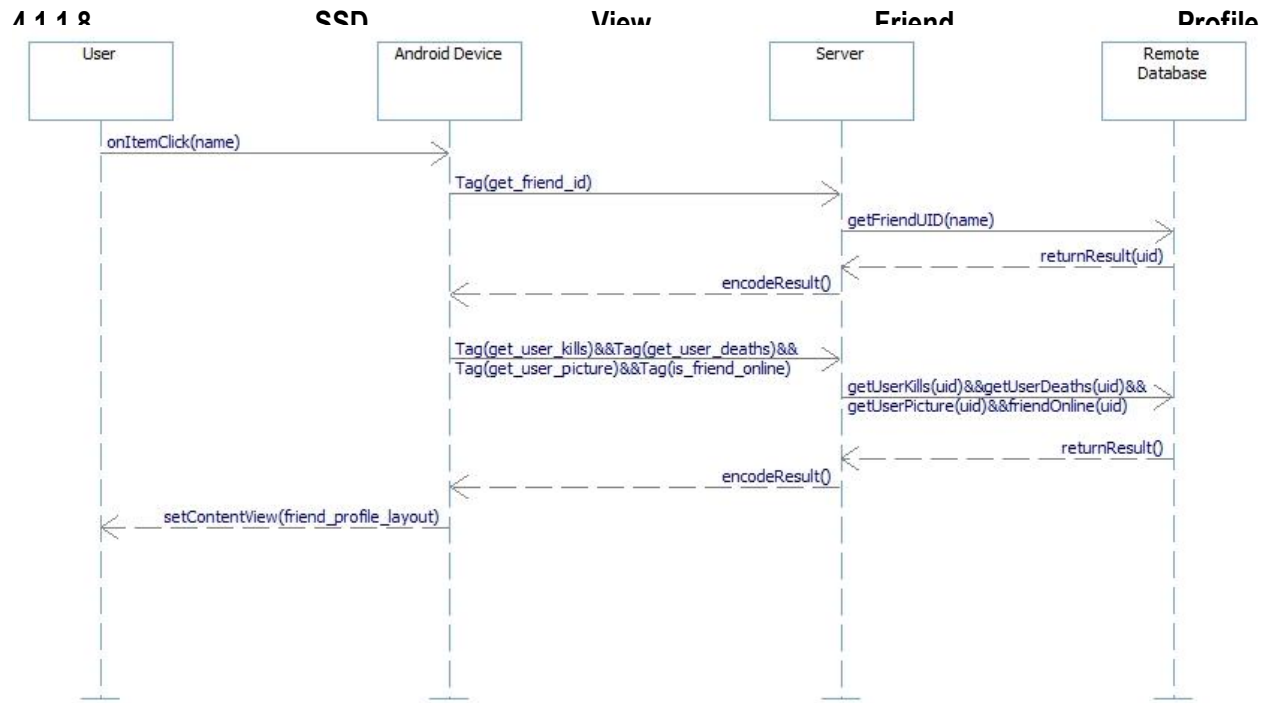 4.1.1.8 SSD View Friend Profile
User
Android Device
Server
Remote
Database
onItemClick(name)
Tag(get_friend_id)
getFriendUID(name)
returnResult(uid)
encodeResult()
Tag(get_user_kills)&&Tag(get_user_deaths)&&
Tag(get_user_picture)&&Tag(is_friend_online)
getUserKills(uid)&&getUserDeaths(uid)&&
getUserPicture(uid)&&friendOnline(uid)
returnResult()
encodeResult()
setContentView(friend_profile_layout)